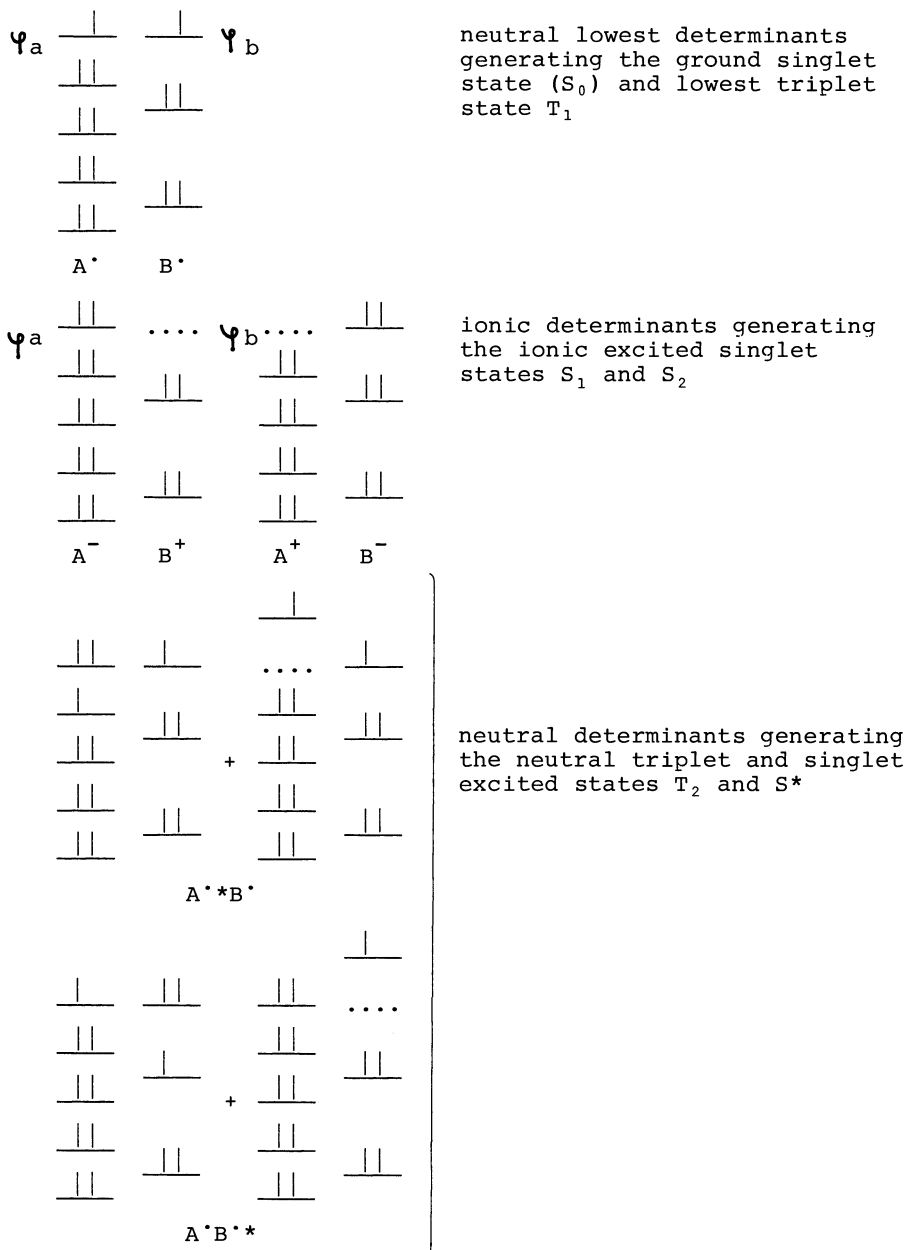 φa φb
neutral lowest determinants
generating the ground singlet
state (S₀) and lowest triplet
state T₁
A˙ B˙
φa .... φb ....
ionic determinants generating
the ionic excited singlet
states S₁ and S₂
A⁻ B⁺ A⁺ B⁻
....
neutral determinants generating
the neutral triplet and singlet
excited states T₂ and S*
+
A˙*B˙
....
+
A˙B˙*